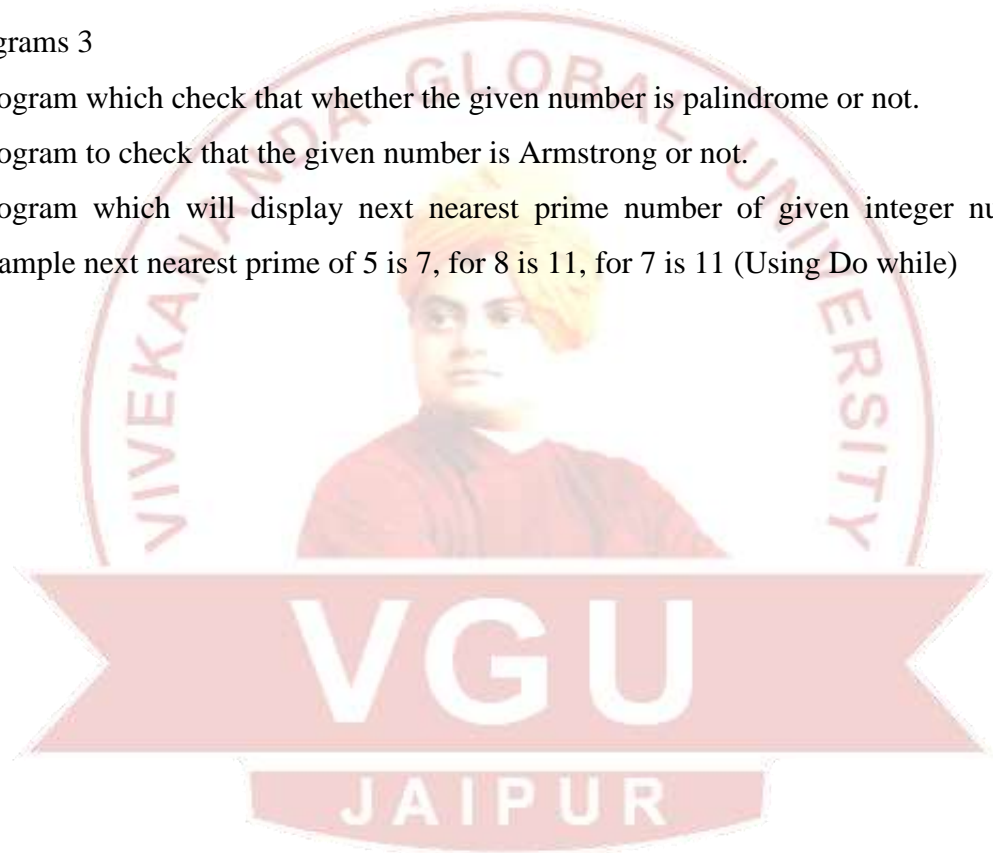 grams 3
ogram which check that whether the given number is palindrome or not.
ogram to check that the given number is Armstrong or not.
ogram which will display next nearest prime number of given integer nu
ample next nearest prime of 5 is 7, for 8 is 11, for 7 is 11 (Using Do while)
VIVEKANANDA GLOBAL UNIVERSITY
VGU
JAIPUR